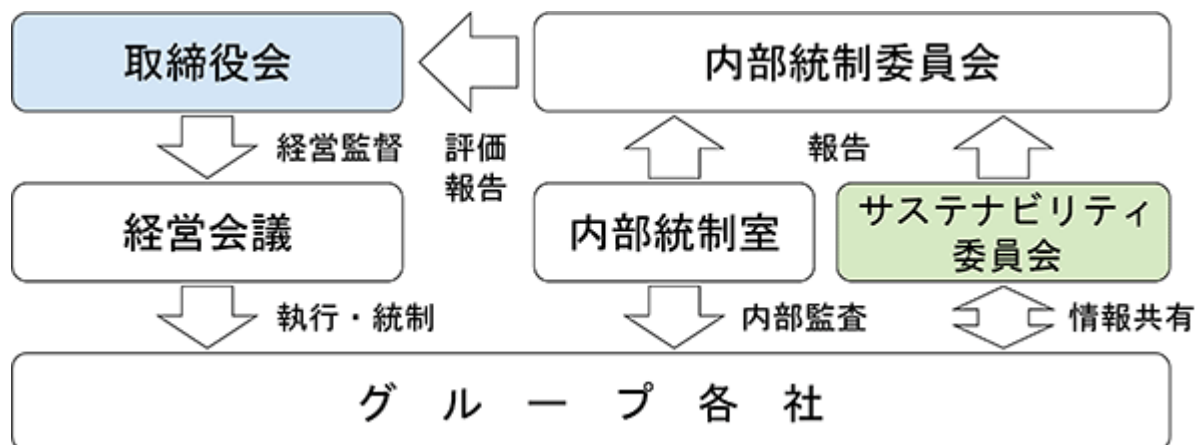 取締役会
内部統制委員会
経営監督
評価
報告
報告
経営会議
内部統制室
サステナビリティ
委員会
執行・統制
内部監査
情報共有
グループ各社